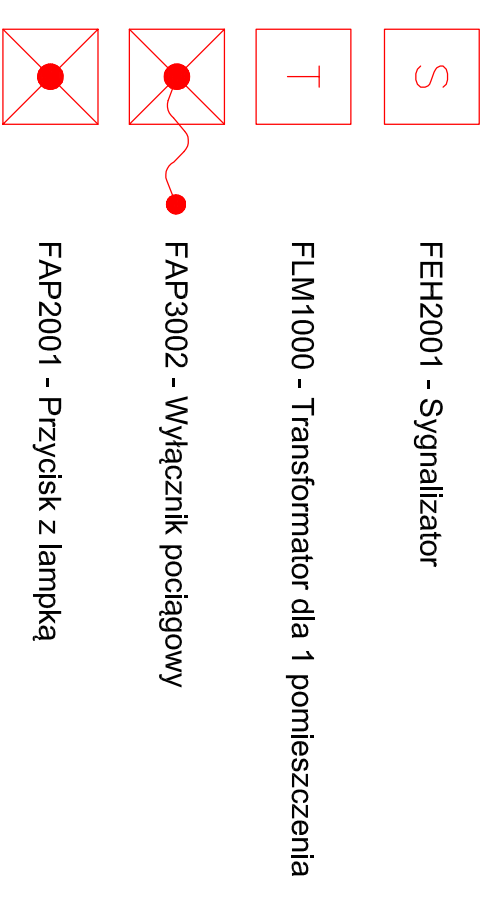 S
FEH2001 - Sygnalizator
T
FLM1000 - Transformator dla 1 pomieszczenia
FAP3002 - Wyłącznik pociągowy
FAP2001 - Przycisk z lampką